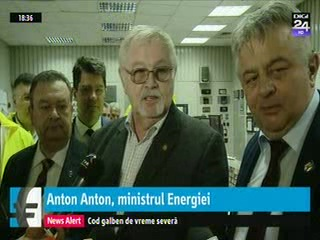 18:36
DIGI
24
HD
Anton Anton, ministrul Energiei
News Alert Cod galben de vreme severă